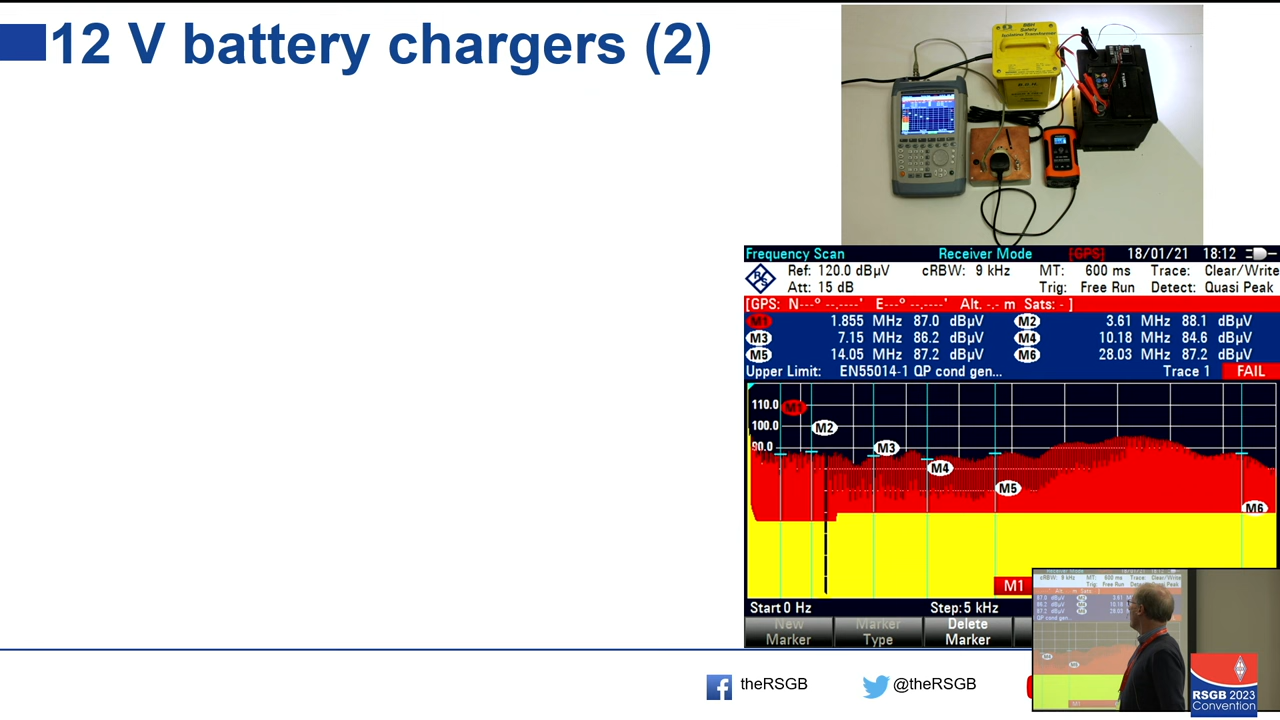 12 V battery chargers (2)
Safety
Isolating Transformer
Frequency Scan Receiver Mode [GPS] 18/01/21 18:12
Ref: 120.0 dBµV cRBW: 9 kHz MT: 600 ms Trace: Clear/Write
Att: 15 dB Trig: Free Run Detect: Quasi Peak
[GPS: N---° --.----' E---° --.----' Alt. -.- m Sats: - ]
M1 1.855 MHz 87.0 dBµV M2 3.61 MHz 88.1 dBµV
M3 7.15 MHz 86.2 dBµV M4 10.18 MHz 84.6 dBµV
M5 14.05 MHz 87.2 dBµV M6 28.03 MHz 87.2 dBµV
Upper Limit: EN55014-1 QP cond gen... Trace 1 FAIL
110.0 M1
100.0 M2
90.0 M3
M4
M5
M6
M1
Start 0 Hz Step: 5 kHz
New Marker
Marker Type
Delete Marker
theRSGB @theRSGB
RSGB 2023
Convention